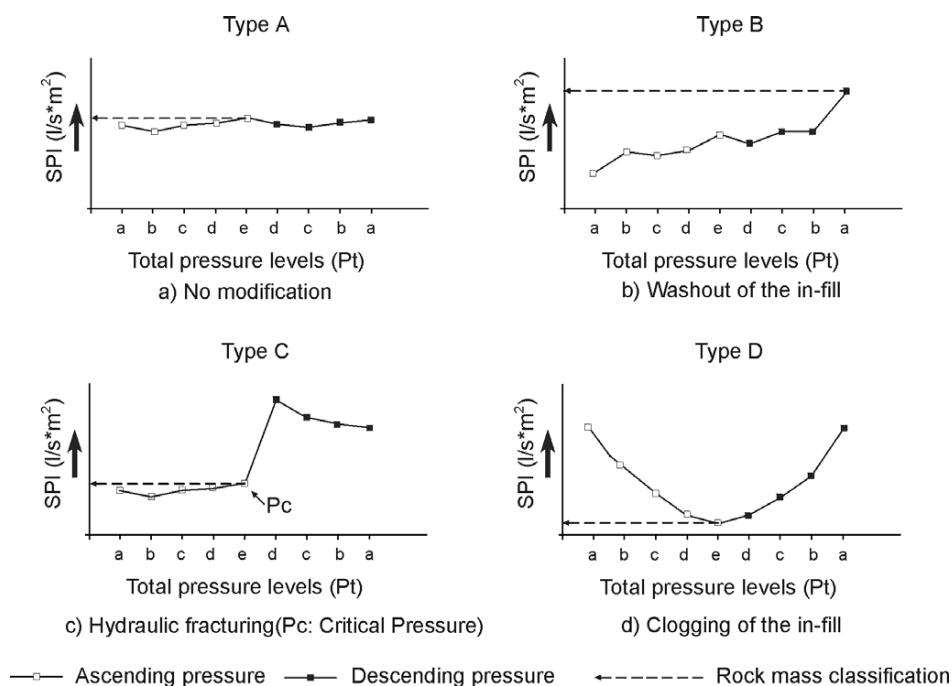 Type A
SPI (l/s*m²)
a b c d e d c b a
Total pressure levels (Pt)
a) No modification
Type B
SPI (l/s*m²)
a b c d e d c b a
Total pressure levels (Pt)
b) Washout of the in-fill
Type C
SPI (l/s*m²)
Pc
a b c d e d c b a
Total pressure levels (Pt)
c) Hydraulic fracturing(Pc: Critical Pressure)
Type D
SPI (l/s*m²)
a b c d e d c b a
Total pressure levels (Pt)
d) Clogging of the in-fill
Ascending pressure Descending pressure Rock mass classification